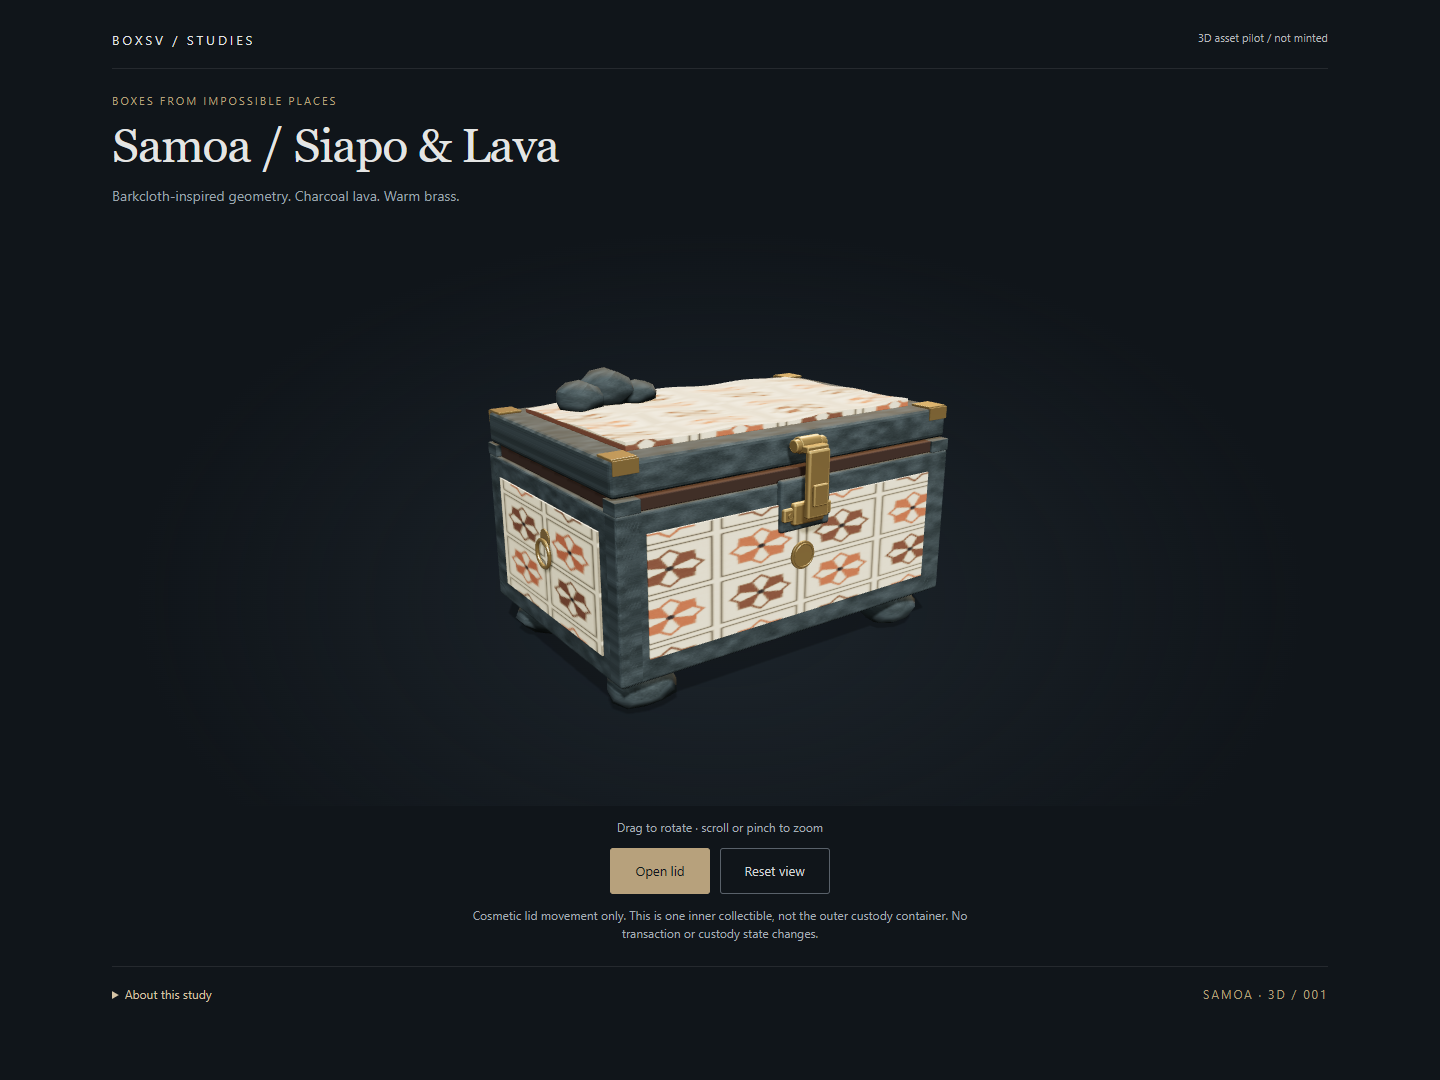 BOXSV / STUDIES
3D asset pilot / not minted
BOXES FROM IMPOSSIBLE PLACES
Samoa / Siapo & Lava
Barkcloth-inspired geometry. Charcoal lava. Warm brass.
Drag to rotate · scroll or pinch to zoom
Open lid
Reset view
Cosmetic lid movement only. This is one inner collectible, not the outer custody container. No
transaction or custody state changes.
About this study
SAMOA · 3D / 001